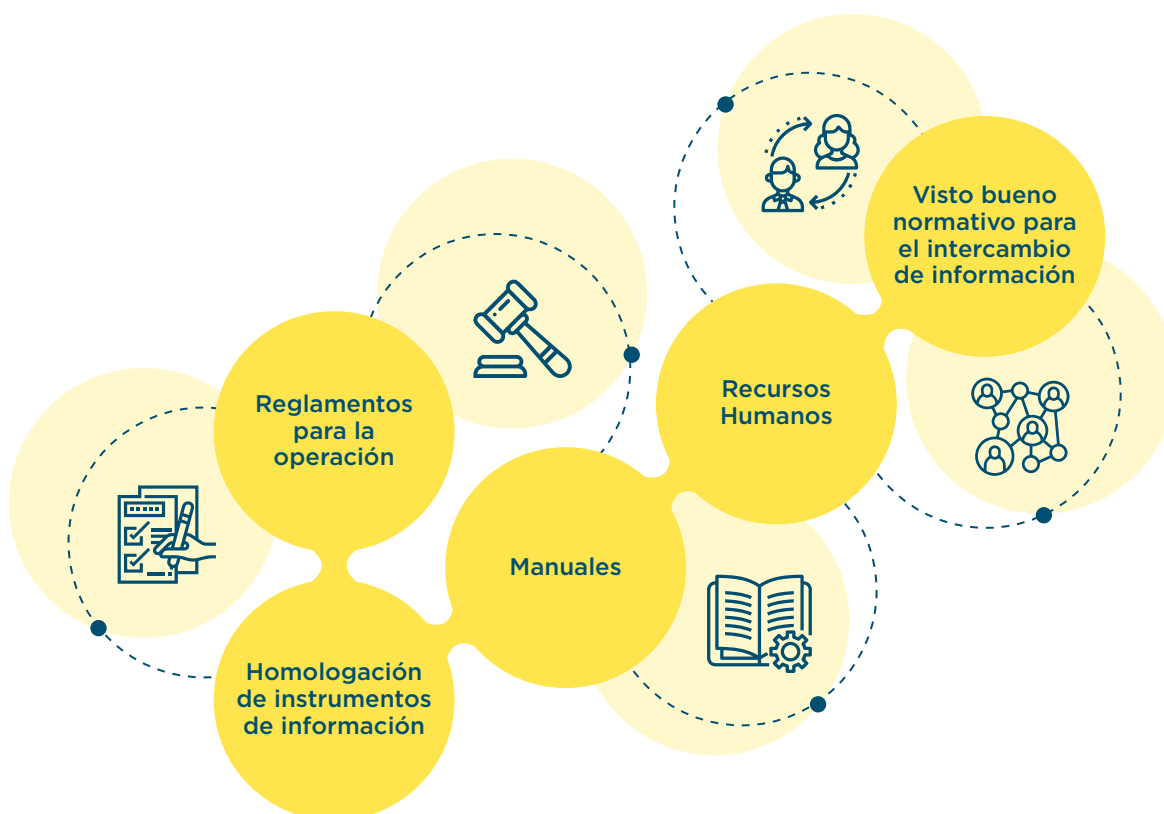 Visto bueno
normativo para
el intercambio
de información
Recursos
Humanos
Reglamentos
para la
operación
Manuales
Homologación
de instrumentos
de información